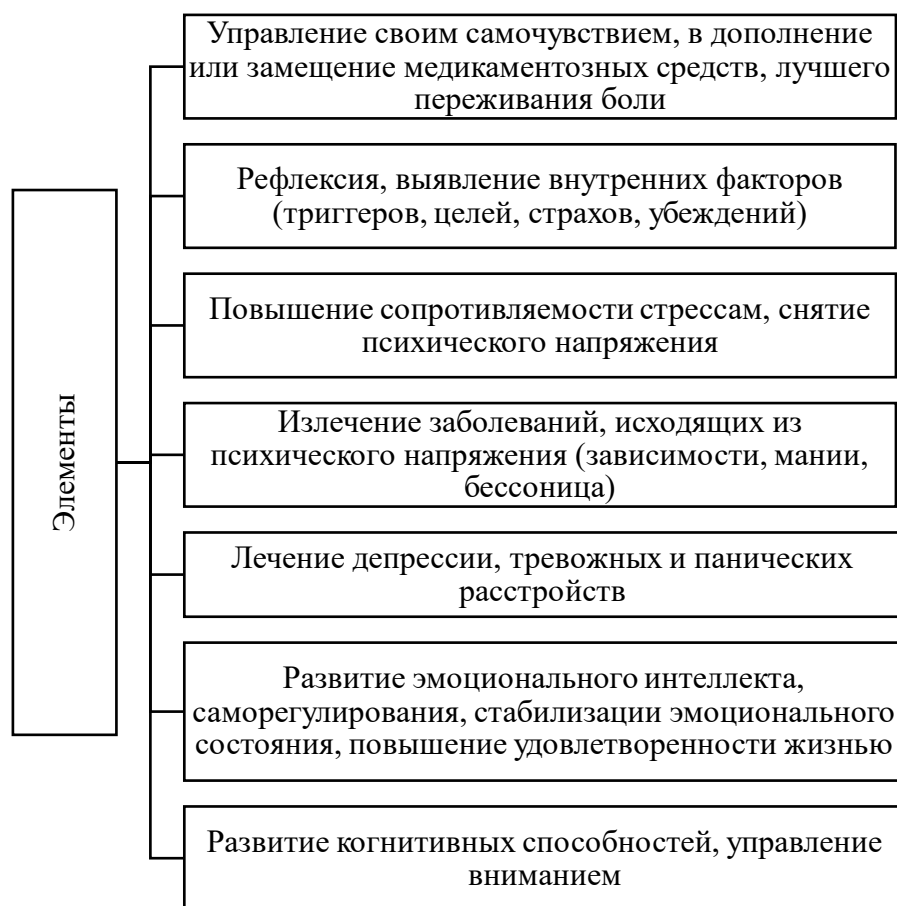 Управление своим самочувствием, в дополнение
или замещение медикаментозных средств, лучшего
переживания боли
Рефлексия, выявление внутренних факторов
(триггеров, целей, страхов, убеждений)
Повышение сопротивляемости стрессам, снятие
психического напряжения
Элементы
Излечение заболеваний, исходящих из
психического напряжения (зависимости, мании,
бессоница)
Лечение депрессии, тревожных и панических
расстройств
Развитие эмоционального интеллекта,
саморегулирования, стабилизации эмоционального
состояния, повышение удовлетворенности жизнью
Развитие когнитивных способностей, управление
вниманием